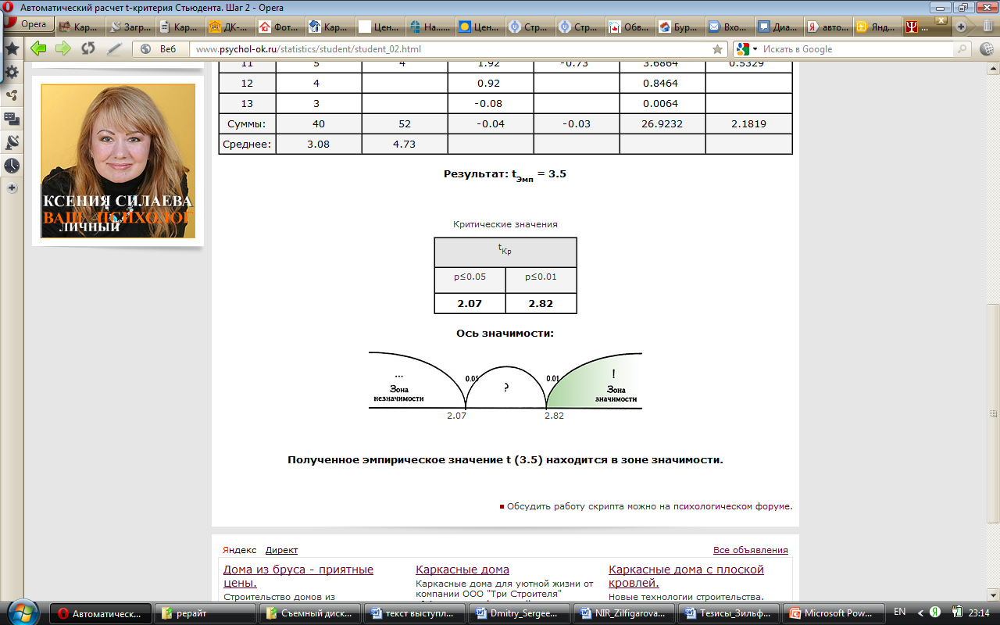 Автоматический расчет t-критерия Стьюдента. Шаг 2 - Opera
Opera
Кар...
Загр...
Кар...
ДК-...
Фот...
Кар...
Цен...
На......
Цен...
Стр...
Стр...
Обв...
Бур...
Вхо...
Диа...
авто...
Янд...
...
Веб
www.psychol-ok.ru/statistics/student/student_02.html
Искать в Google
11 5 4 1.92 -0.73 3.6864 0.5329
12 4 0.92 0.8464
13 3 -0.08 0.0064
Суммы: 40 52 -0.04 -0.03 26.9232 2.1819
Среднее: 3.08 4.73
КСЕНИЯ СИЛАЕВА
ВАШ ПСИХОЛОГ
ЛИЧНЫЙ
Результат: tЭмп = 3.5
Критические значения
tКр
p≤0.05 p≤0.01
2.07 2.82
Ось значимости:
... ? !
0.05 0.01
Зона Зона
незначимости значимости
2.07 2.82
Полученное эмпирическое значение t (3.5) находится в зоне значимости.
Обсудить работу скрипта можно на психологическом форуме.
Яндекс Директ Все объявления
Дома из бруса - приятные цены.
Строительство домов из
Каркасные дома
Каркасные дома для уютной жизни от
компании ООО "Три Строителя"
Каркасные дома с плоской
кровлей.
Новые технологии строительства.
Автоматическ...
рерайт
Съемный диск...
текст выступл...
Dmitry_Sergee...
NIR_Zilfigarova...
Тезисы_Зильф...
Microsoft Pow...
EN
23:14